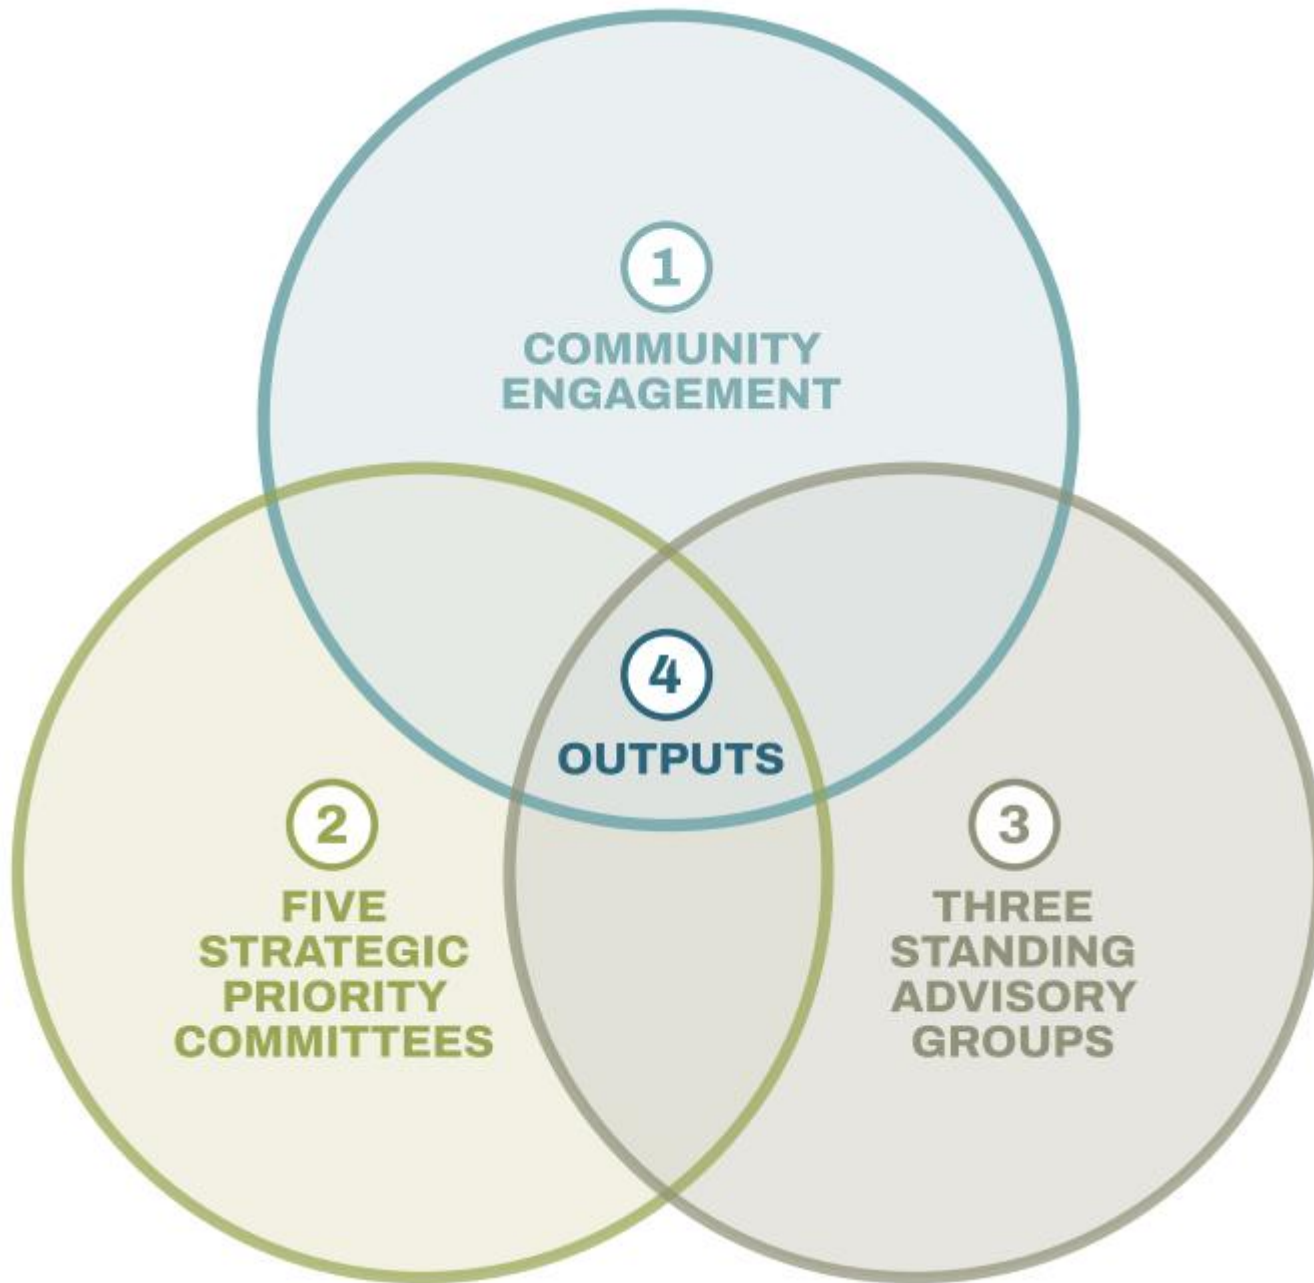 1
COMMUNITY
ENGAGEMENT
4
OUTPUTS
2
FIVE
STRATEGIC
PRIORITY
COMMITTEES
3
THREE
STANDING
ADVISORY
GROUPS